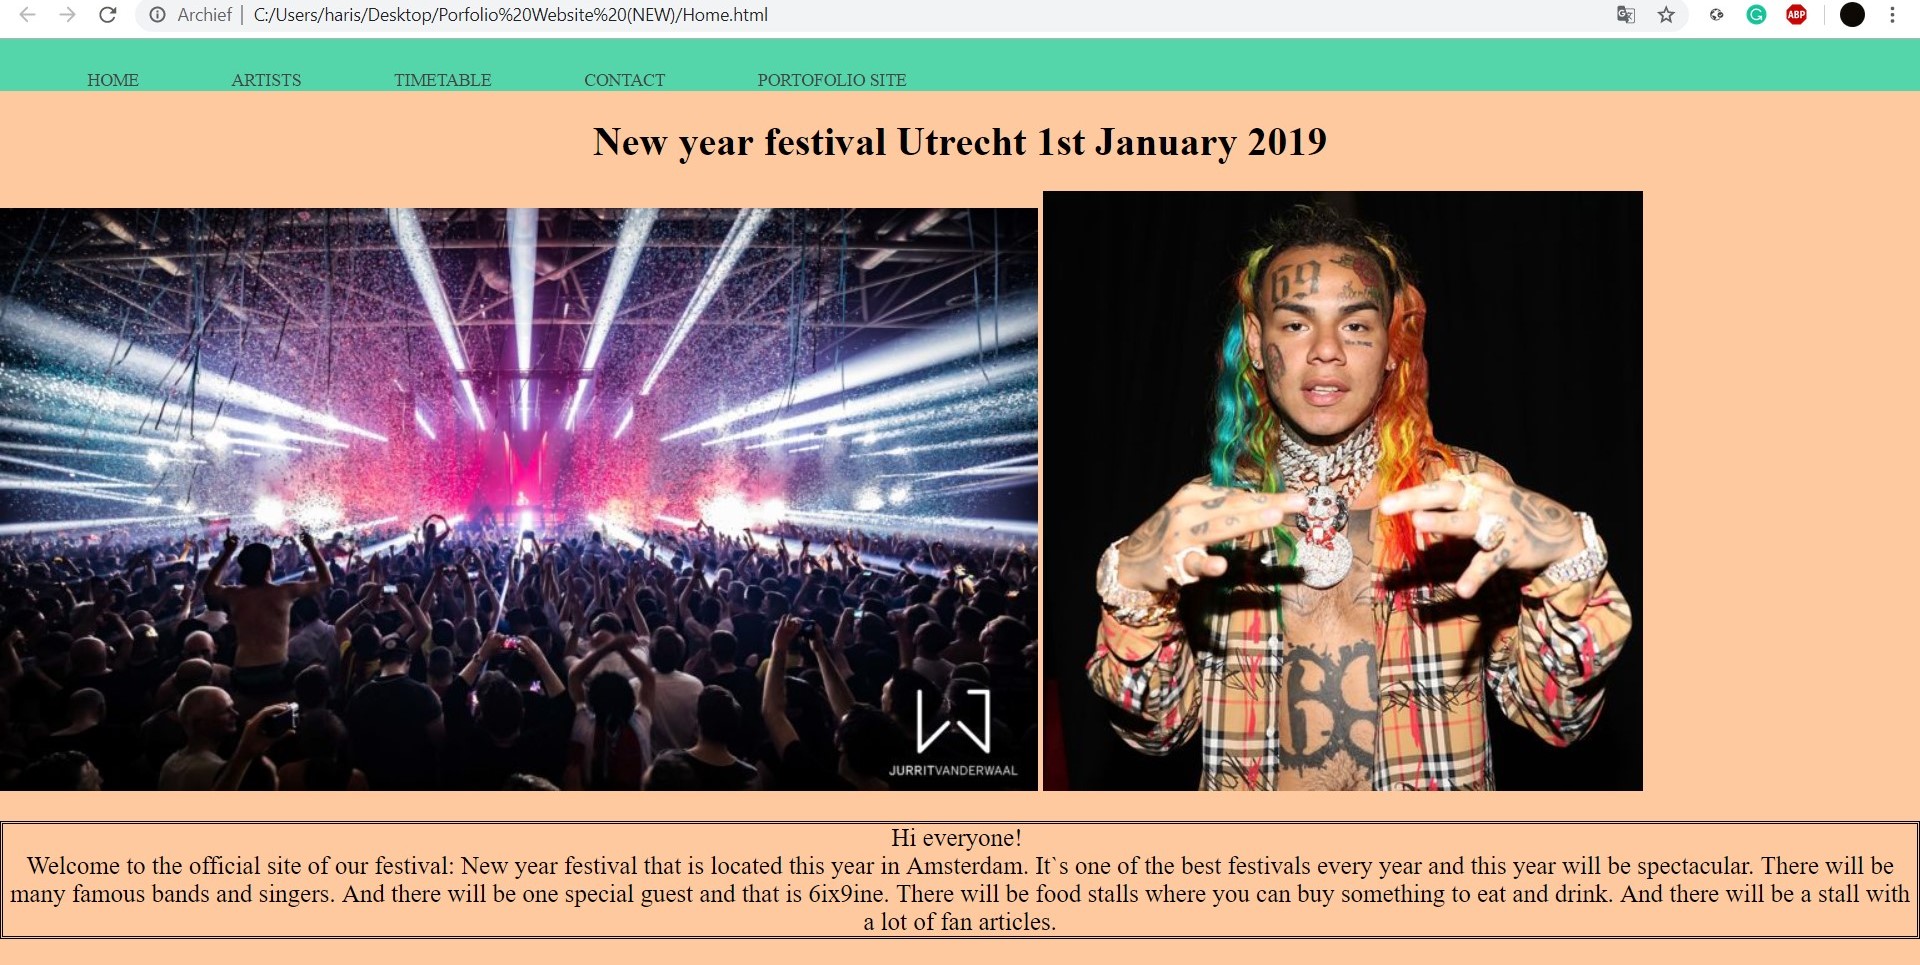 Archief | C:/Users/haris/Desktop/Porfolio%20Website%20(NEW)/Home.html
ABP
HOME ARTISTS TIMETABLE CONTACT PORTOFOLIO SITE
New year festival Utrecht 1st January 2019
69
69
JURRITVANDERWAAL
Hi everyone!
Welcome to the official site of our festival: New year festival that is located this year in Amsterdam. It`s one of the best festivals every year and this year will be spectacular. There will be
many famous bands and singers. And there will be one special guest and that is 6ix9ine. There will be food stalls where you can buy something to eat and drink. And there will be a stall with
a lot of fan articles.